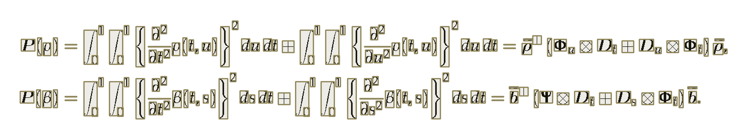 P(ρ) = ∫₀¹ ∫₀¹ { ∂²/∂t² ρ(t, u) }² du dt + ∫₀¹ ∫₀¹ { ∂²/∂u² ρ(t, u) }² du dt = p̄ᵀ (Φᵤ ⊗ Dₜ + Dᵤ ⊗ Φₜ) p̄,
P(β) = ∫₀¹ ∫₀¹ { ∂²/∂t² β(t, s) }² ds dt + ∫₀¹ ∫₀¹ { ∂²/∂s² β(t, s) }² ds dt = b̄ᵀ (Ψ ⊗ Dₜ + Dₛ ⊗ Φₜ) b̄.